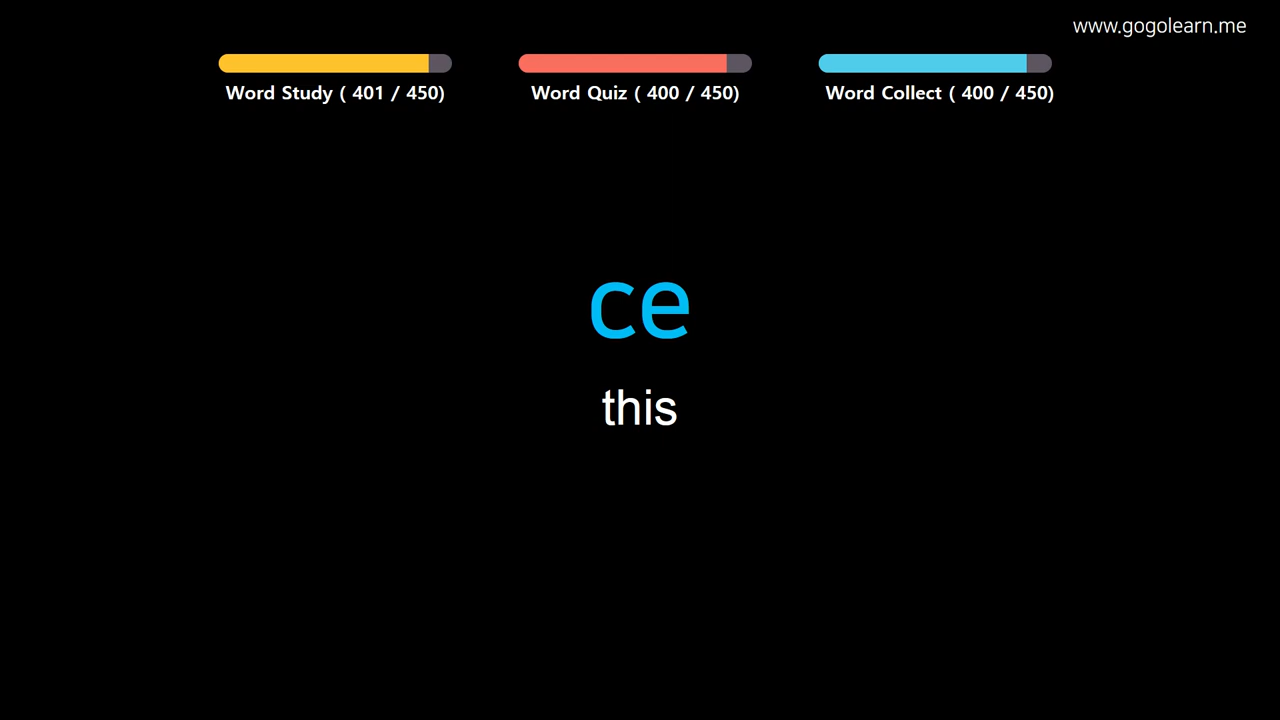 www.gogolearn.me
Word Study ( 401 / 450)
Word Quiz ( 400 / 450)
Word Collect ( 400 / 450)
ce
this